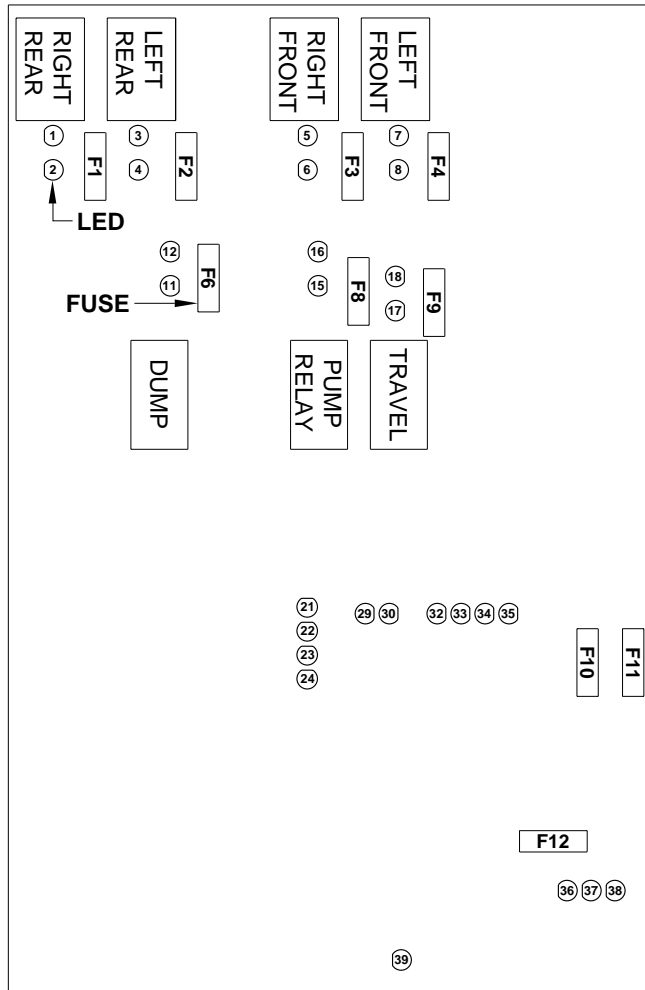 RIGHT
REAR
LEFT
REAR
RIGHT
FRONT
LEFT
FRONT
1
3
5
7
2
4
6
8
F1
F2
F3
F4
LED
12
11
F6
FUSE
16
15
F8
18
17
F9
DUMP
PUMP
RELAY
TRAVEL
21
22
23
24
29 30
32 33 34 35
F10
F11
F12
36 37 38
39